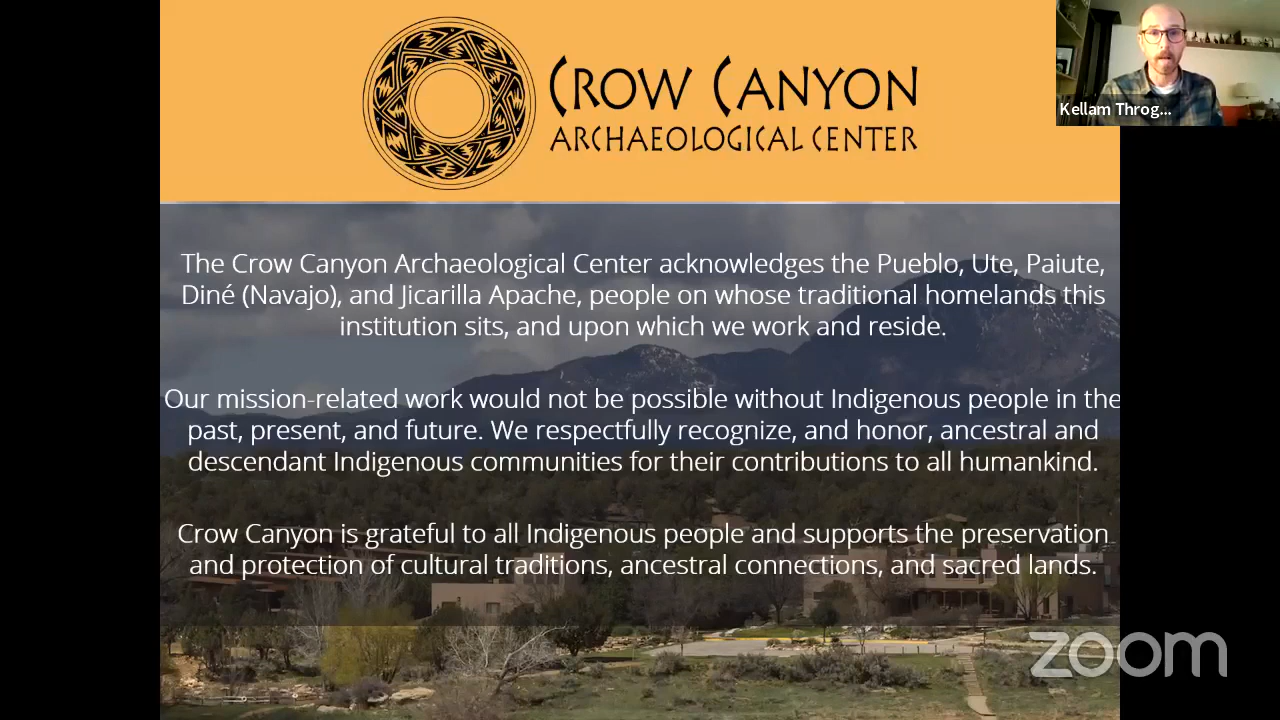 CROW CANYON
ARCHAEOLOGICAL CENTER
Kellam Throg...
The Crow Canyon Archaeological Center acknowledges the Pueblo, Ute, Paiute,
Diné (Navajo), and Jicarilla Apache, people on whose traditional homelands this
institution sits, and upon which we work and reside.
Our mission-related work would not be possible without Indigenous people in the
past, present, and future. We respectfully recognize, and honor, ancestral and
descendant Indigenous communities for their contributions to all humankind.
Crow Canyon is grateful to all Indigenous people and supports the preservation
and protection of cultural traditions, ancestral connections, and sacred lands.
zoom